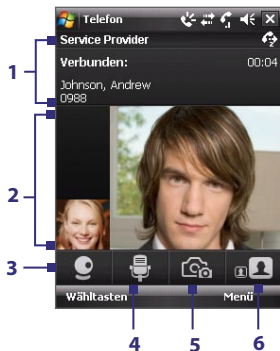 Telefon
Service Provider
Verbunden: 00:04
Johnson, Andrew
0988
Wähltasten Menü
1
2
3
4
5
6